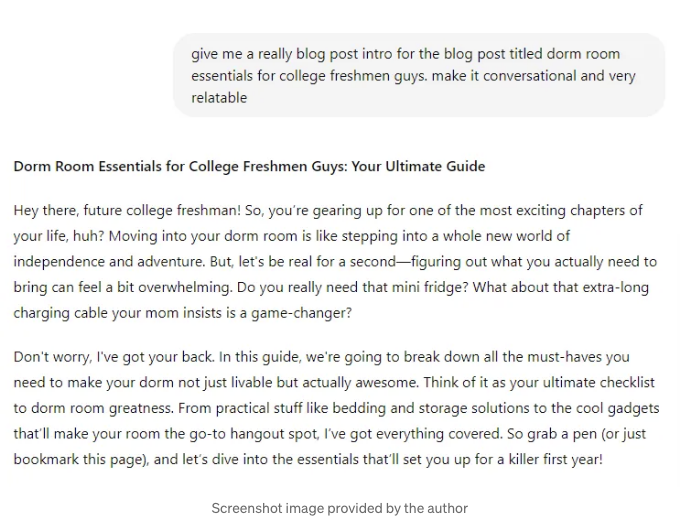 give me a really blog post intro for the blog post titled dorm room
essentials for college freshmen guys. make it conversational and very
relatable
Dorm Room Essentials for College Freshmen Guys: Your Ultimate Guide
Hey there, future college freshman! So, you're gearing up for one of the most exciting chapters of
your life, huh? Moving into your dorm room is like stepping into a whole new world of
independence and adventure. But, let's be real for a second—figuring out what you actually need to
bring can feel a bit overwhelming. Do you really need that mini fridge? What about that extra-long
charging cable your mom insists is a game-changer?
Don't worry, I've got your back. In this guide, we're going to break down all the must-haves you
need to make your dorm not just livable but actually awesome. Think of it as your ultimate checklist
to dorm room greatness. From practical stuff like bedding and storage solutions to the cool gadgets
that'll make your room the go-to hangout spot, I've got everything covered. So grab a pen (or just
bookmark this page), and let's dive into the essentials that'll set you up for a killer first year!
Screenshot image provided by the author